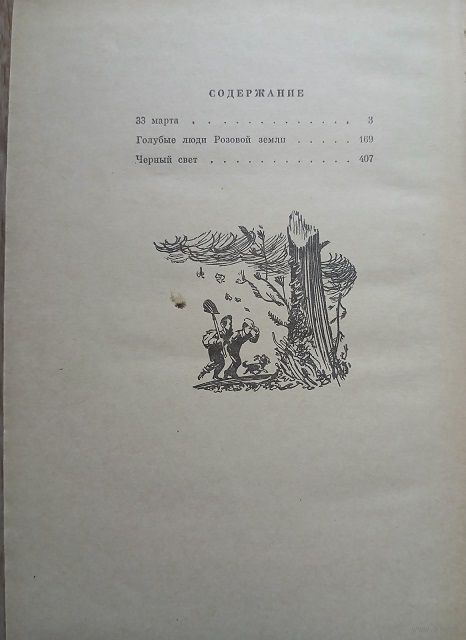 СОДЕРЖАНИЕ
33 марта . . . . . . . . . . . 3
Голубые люди Розовой земли . . . . . 169
Черный свет . . . . . . . . . . 407